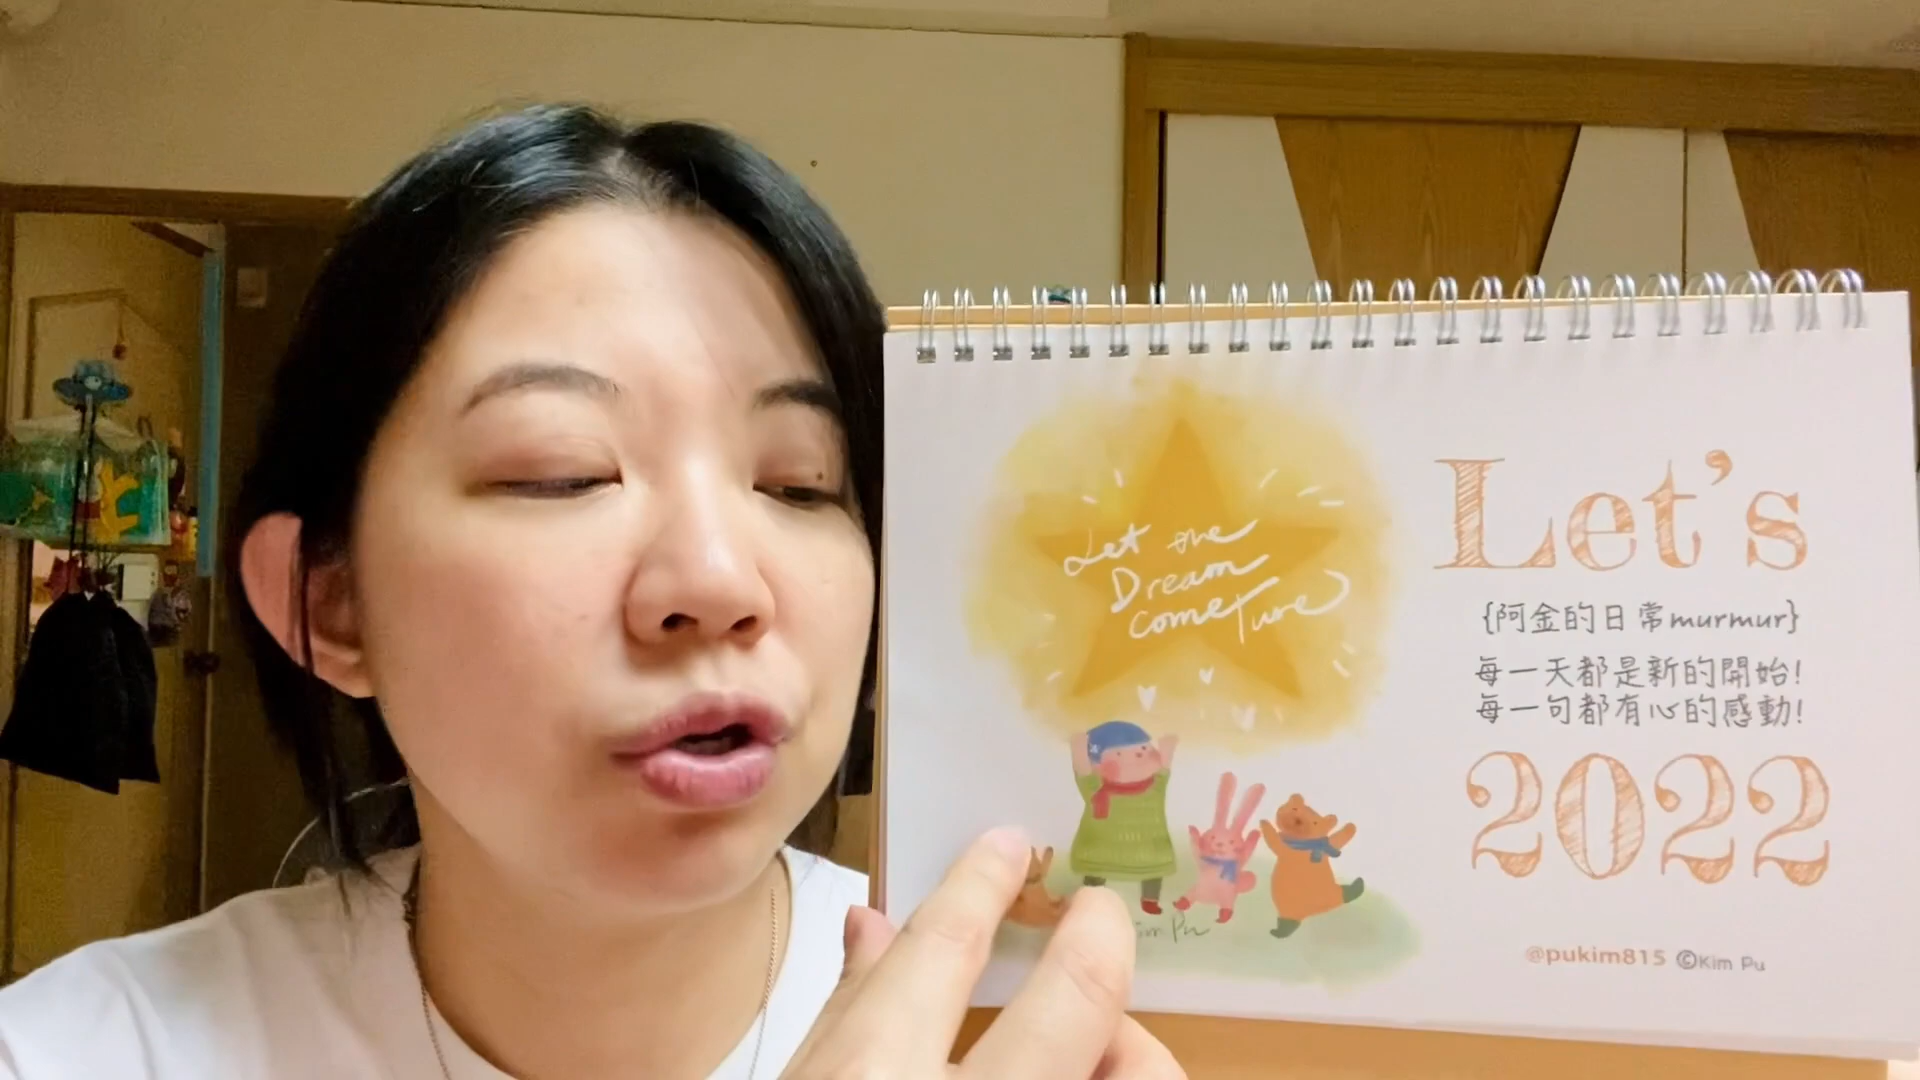 Let the
Dream
come Ture
Let's
{阿金的日常murmur}
每一天都是新的開始!
每一句都有心的感動!
2022
Kim Pu
@pukim815 ©Kim Pu